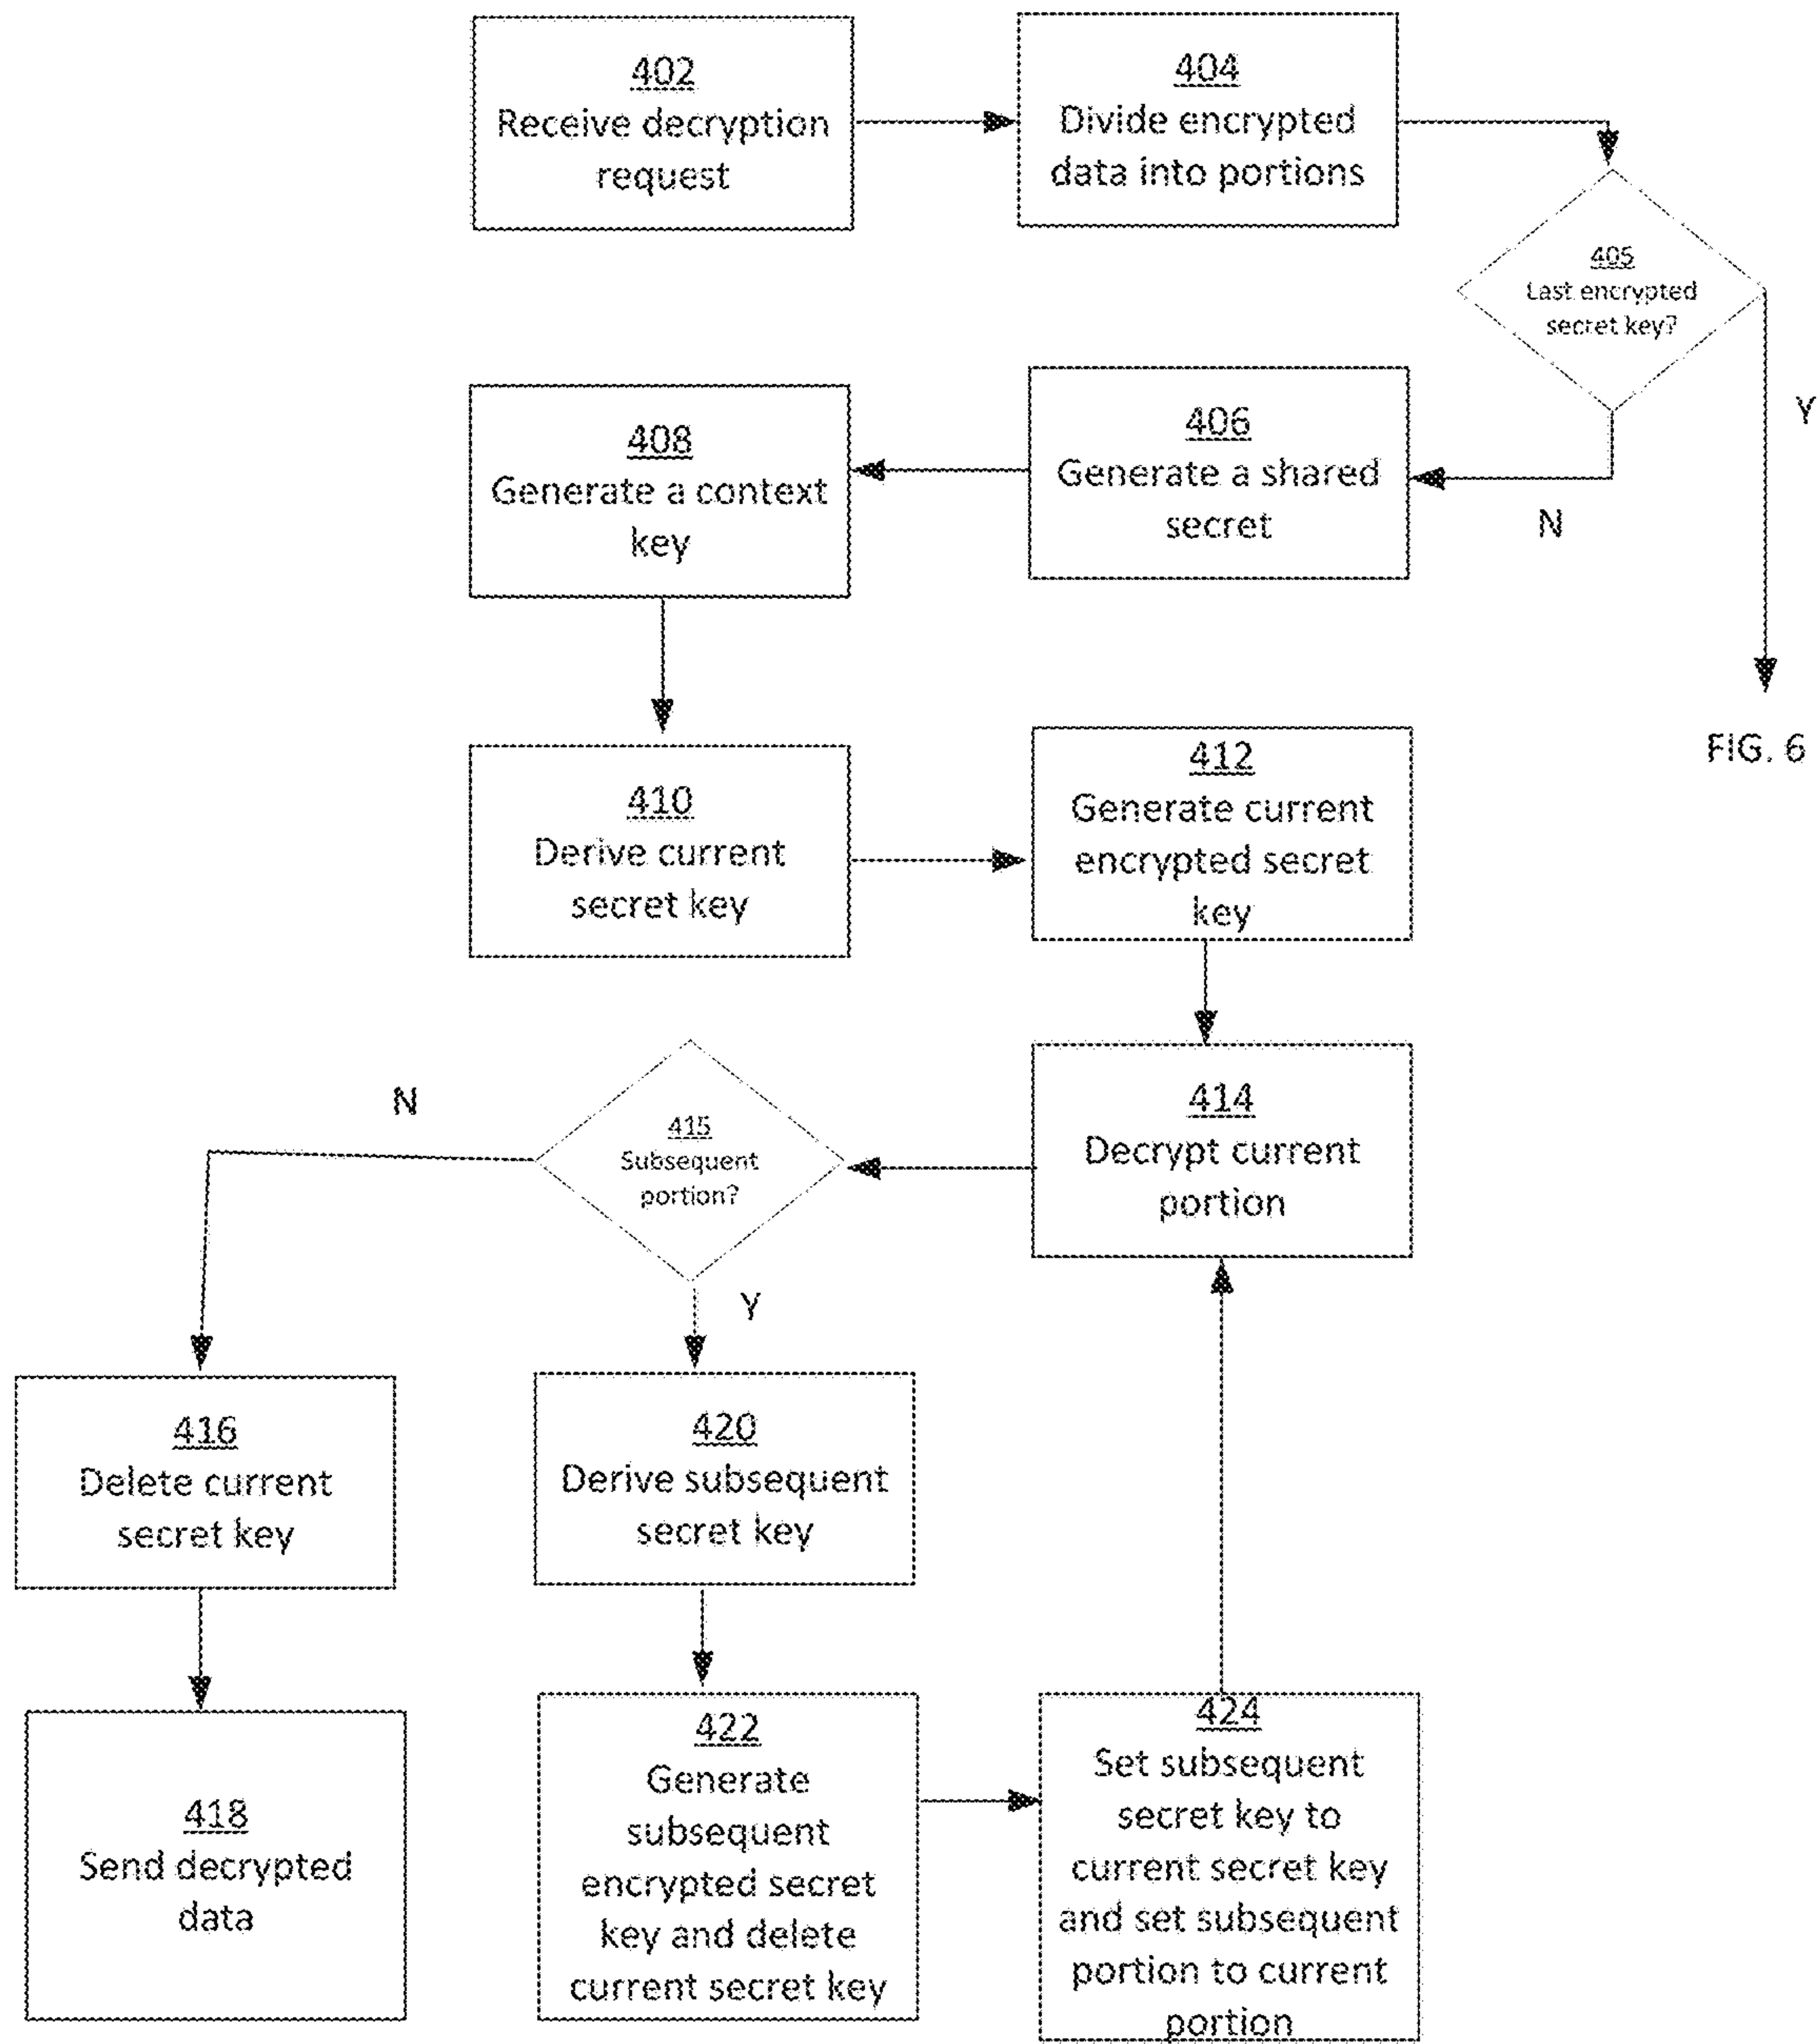 402
Receive decryption
request
404
Divide encrypted
data into portions
405
Last encrypted
secret key?
Y
N
406
Generate a shared
secret
408
Generate a context
key
FIG. 6
410
Derive current
secret key
412
Generate current
encrypted secret
key
414
Decrypt current
portion
415
Subsequent
portion?
N
Y
416
Delete current
secret key
420
Derive subsequent
secret key
418
Send decrypted
data
422
Generate
subsequent
encrypted secret
key and delete
current secret key
424
Set subsequent
secret key to
current secret key
and set subsequent
portion to current
portion